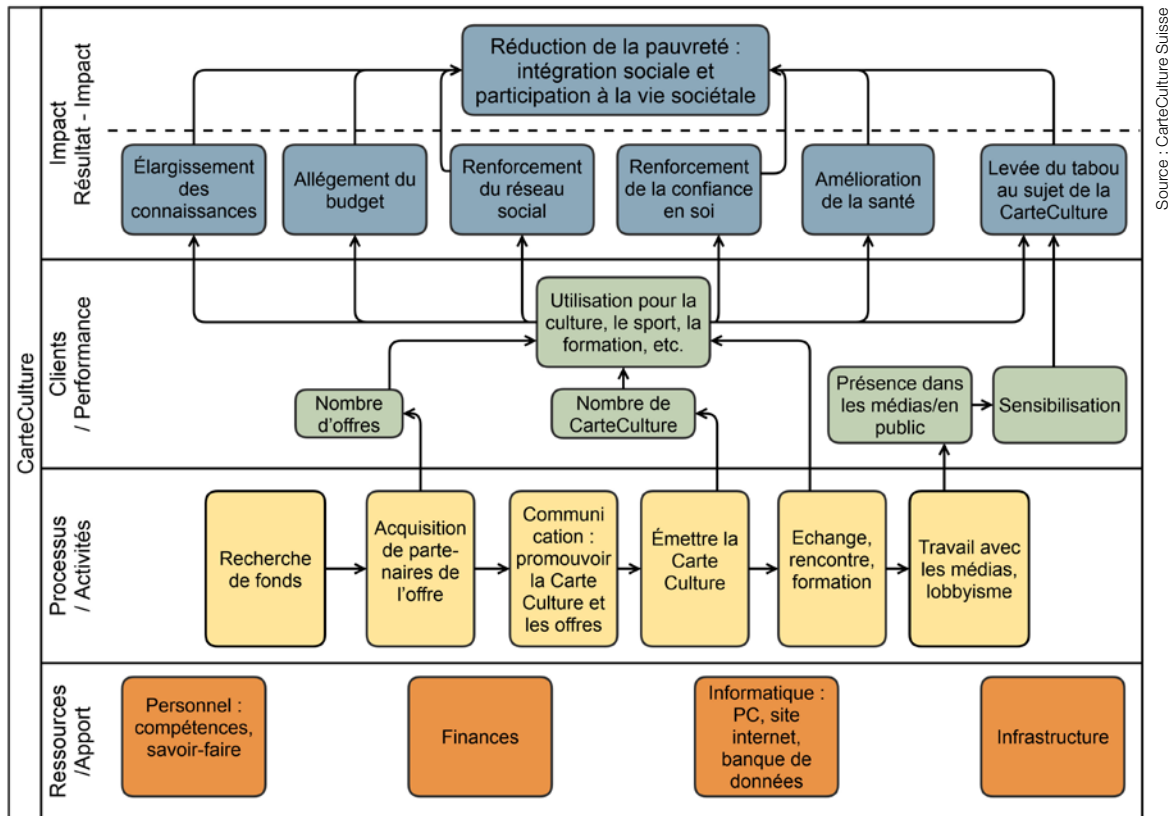 CarteCulture
Impact
Résultat - Impact
Réduction de la pauvreté :
intégration sociale et
participation à la vie sociétale
Élargissement
des
connaissances
Allégement du
budget
Renforcement
du réseau
social
Renforcement
de la confiance
en soi
Amélioration
de la santé
Levée du tabou
au sujet de la
CarteCulture
Clients
/ Performance
Utilisation pour la
culture, le sport, la
formation, etc.
Nombre
d'offres
Nombre de
CarteCulture
Présence dans
les médias/en
public
Sensibilisation
Processus
/ Activités
Recherche
de fonds
Acquisition
de parte-
naires de
l'offre
Communi
cation :
promouvoir
la Carte
Culture et
les offres
Émettre la
Carte
Culture
Echange,
rencontre,
formation
Travail avec
les médias,
lobbyisme
Ressources
/Apport
Personnel :
compétences,
savoir-faire
Finances
Informatique :
PC, site
internet,
banque de
données
Infrastructure
Source : CarteCulture Suisse